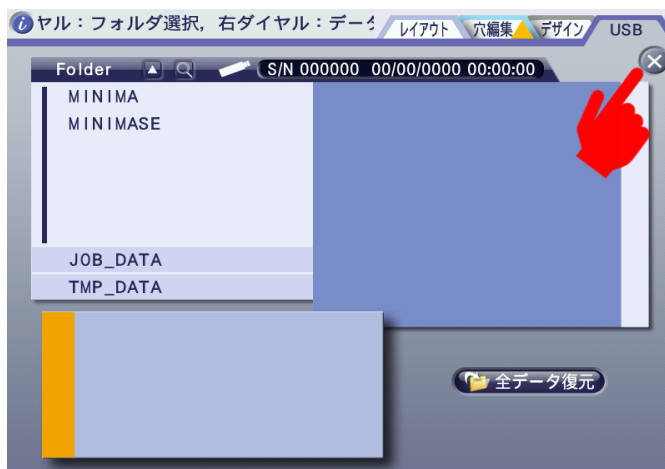 ヤル：フォルダ選択，右ダイヤル：データ
レイアウト 穴編集 デザイン USB
Folder S/N 000000 00/00/0000 00:00:00
MINIMA
MINIMASE
JOB_DATA
TMP_DATA
全データ復元